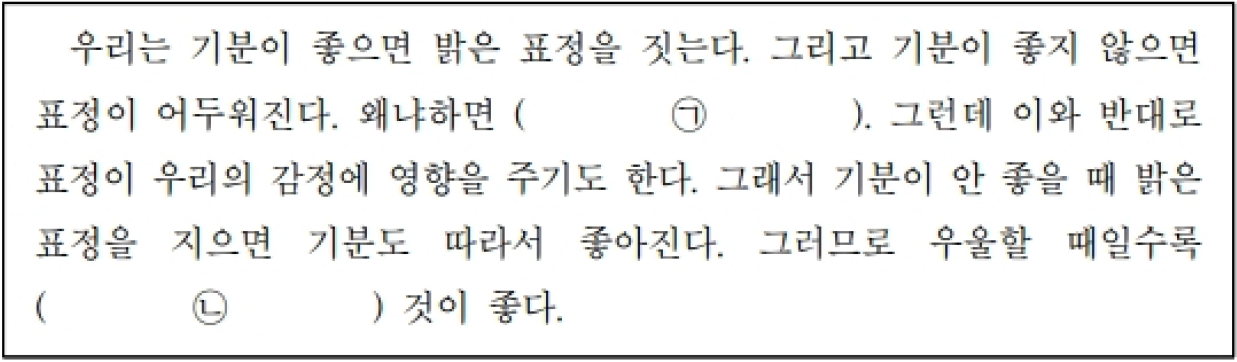 우리는 기분이 좋으면 밝은 표정을 짓는다. 그리고 기분이 좋지 않으면
표정이 어두워진다. 왜냐하면 ( ㉠ ). 그런데 이와 반대로
표정이 우리의 감정에 영향을 주기도 한다. 그래서 기분이 안 좋을 때 밝은
표정을 지으면 기분도 따라서 좋아진다. 그러므로 우울할 때일수록
( ㉡ ) 것이 좋다.